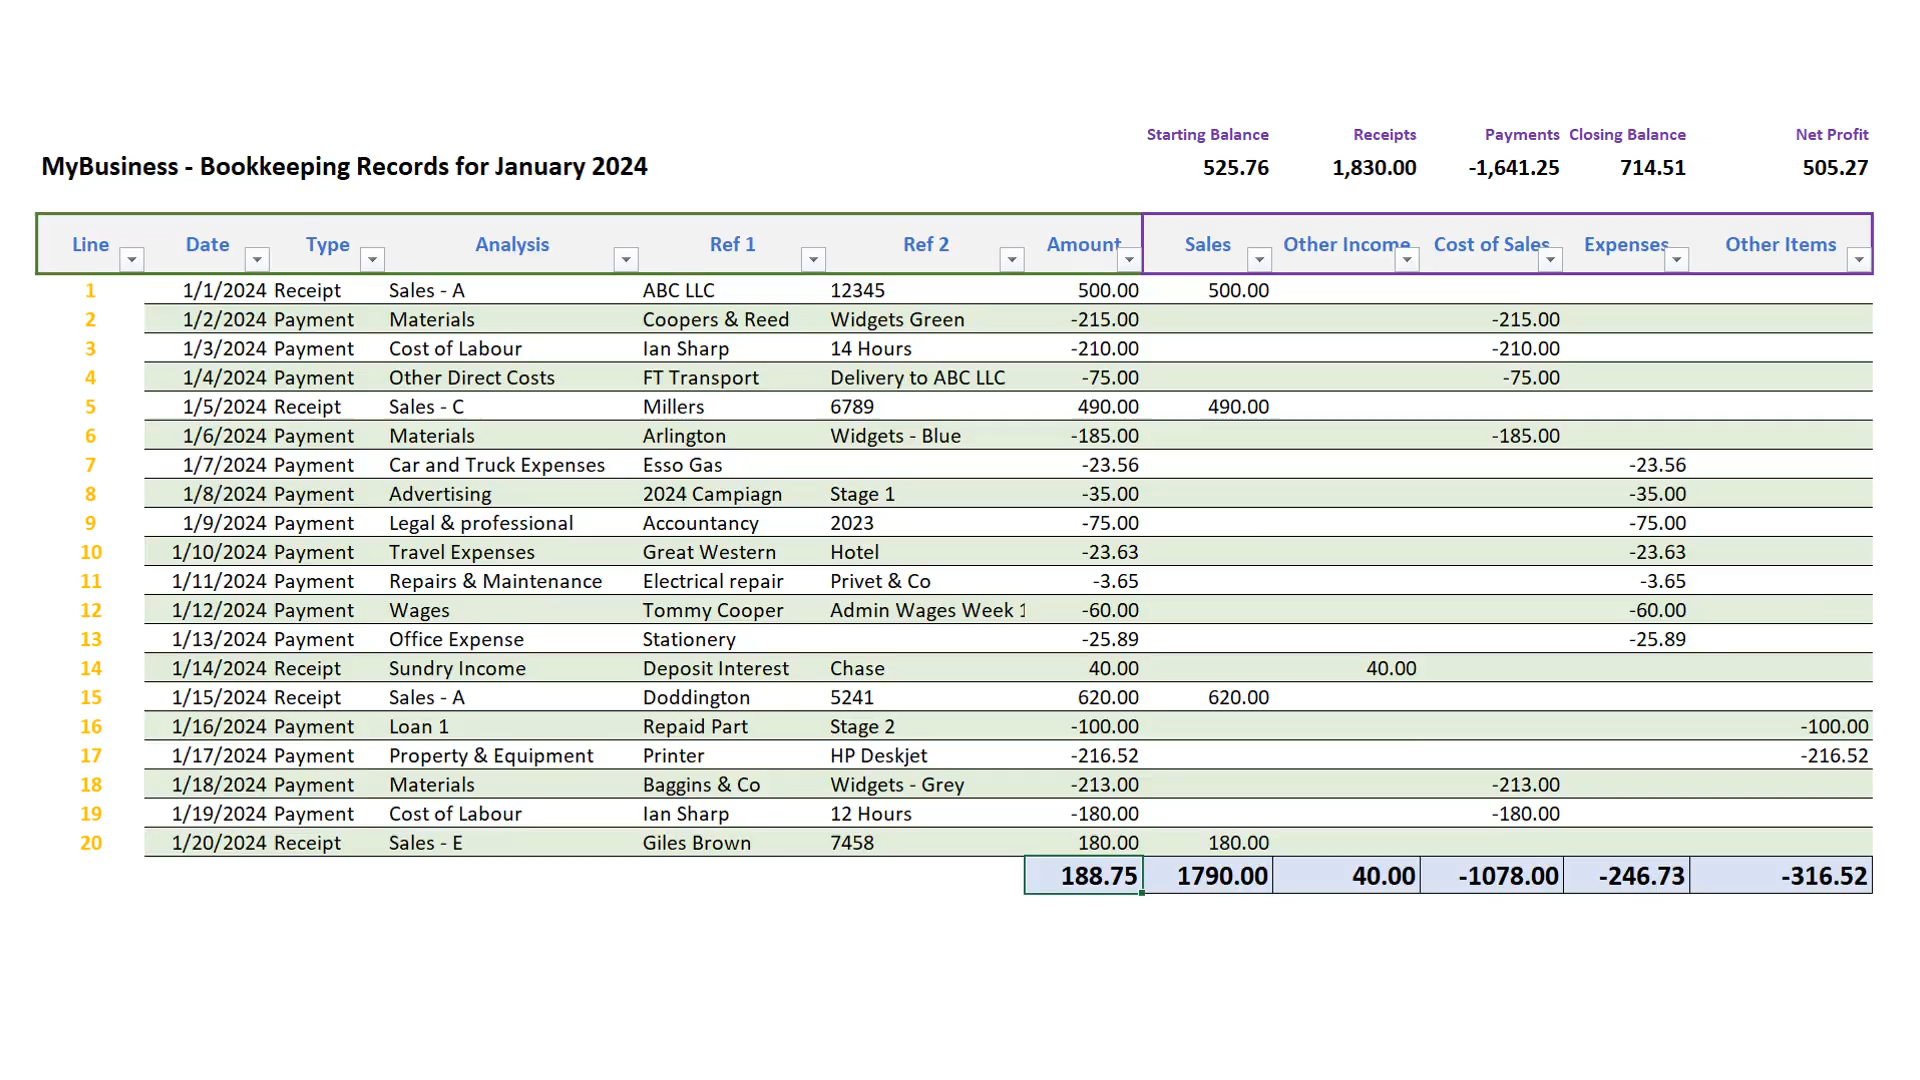 Starting Balance Receipts Payments Closing Balance Net Profit
MyBusiness - Bookkeeping Records for January 2024 525.76 1,830.00 -1,641.25 714.51 505.27
Line Date Type Analysis Ref 1 Ref 2 Amount Sales Other Income Cost of Sales Expenses Other Items
1 1/1/2024 Receipt Sales - A ABC LLC 12345 500.00 500.00
2 1/2/2024 Payment Materials Coopers & Reed Widgets Green -215.00 -215.00
3 1/3/2024 Payment Cost of Labour Ian Sharp 14 Hours -210.00 -210.00
4 1/4/2024 Payment Other Direct Costs FT Transport Delivery to ABC LLC -75.00 -75.00
5 1/5/2024 Receipt Sales - C Millers 6789 490.00 490.00
6 1/6/2024 Payment Materials Arlington Widgets - Blue -185.00 -185.00
7 1/7/2024 Payment Car and Truck Expenses Esso Gas -23.56 -23.56
8 1/8/2024 Payment Advertising 2024 Campiagn Stage 1 -35.00 -35.00
9 1/9/2024 Payment Legal & professional Accountancy 2023 -75.00 -75.00
10 1/10/2024 Payment Travel Expenses Great Western Hotel -23.63 -23.63
11 1/11/2024 Payment Repairs & Maintenance Electrical repair Privet & Co -3.65 -3.65
12 1/12/2024 Payment Wages Tommy Cooper Admin Wages Week 1 -60.00 -60.00
13 1/13/2024 Payment Office Expense Stationery -25.89 -25.89
14 1/14/2024 Receipt Sundry Income Deposit Interest Chase 40.00 40.00
15 1/15/2024 Receipt Sales - A Doddington 5241 620.00 620.00
16 1/16/2024 Payment Loan 1 Repaid Part Stage 2 -100.00 -100.00
17 1/17/2024 Payment Property & Equipment Printer HP Deskjet -216.52 -216.52
18 1/18/2024 Payment Materials Baggins & Co Widgets - Grey -213.00 -213.00
19 1/19/2024 Payment Cost of Labour Ian Sharp 12 Hours -180.00 -180.00
20 1/20/2024 Receipt Sales - E Giles Brown 7458 180.00 180.00
188.75 1790.00 40.00 -1078.00 -246.73 -316.52